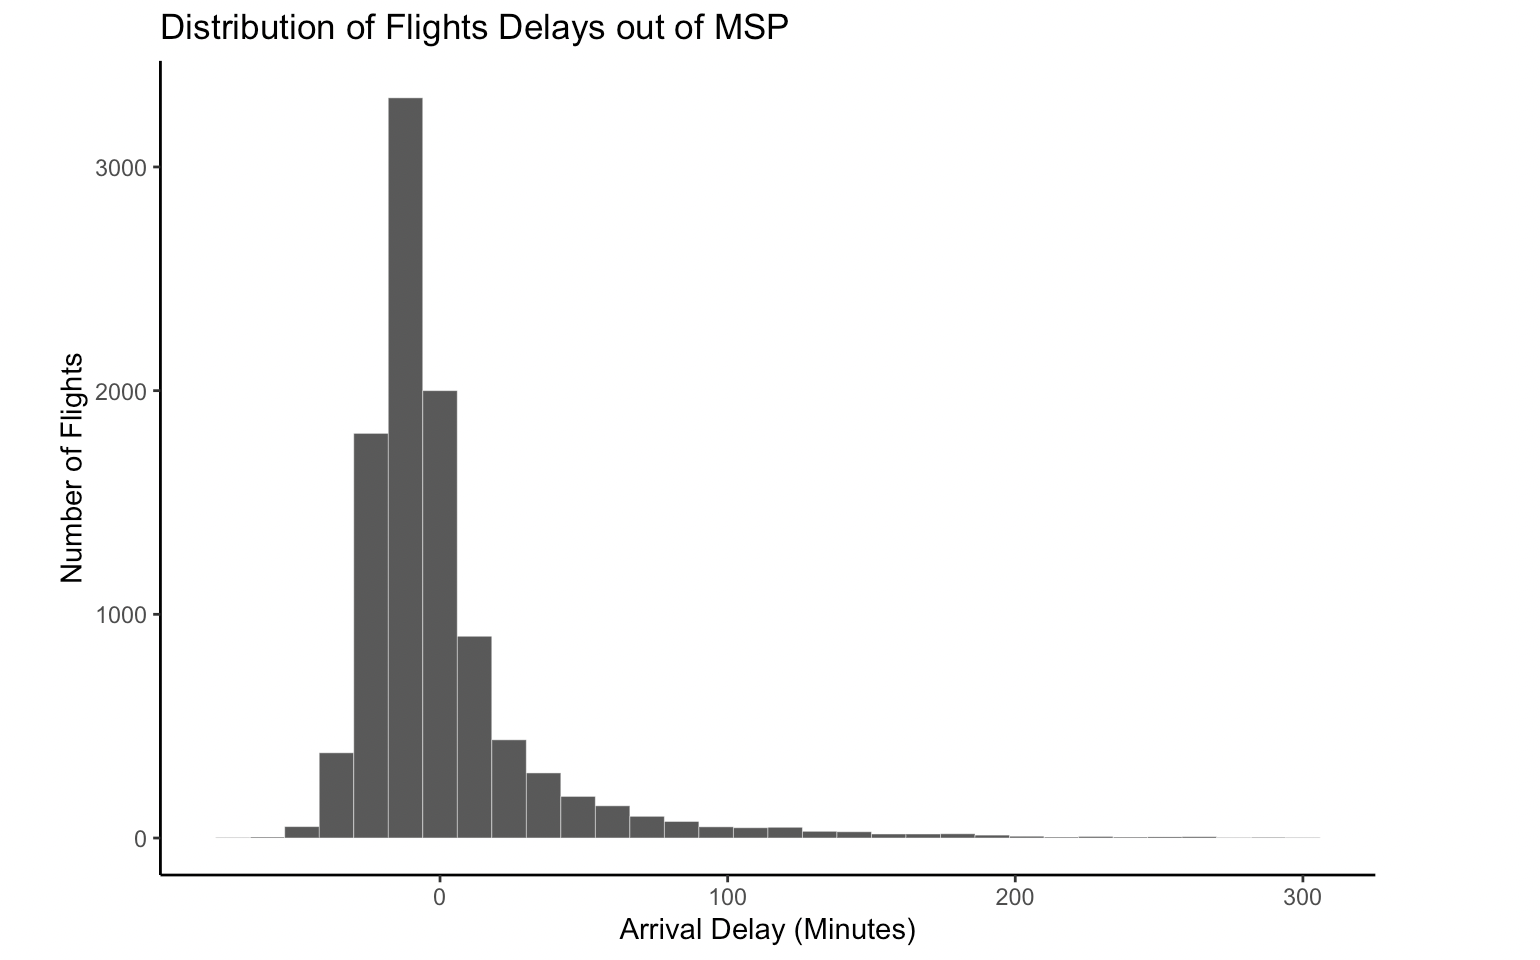 Distribution of Flights Delays out of MSP
Number of Flights
3000
2000
1000
0
0 100 200 300
Arrival Delay (Minutes)